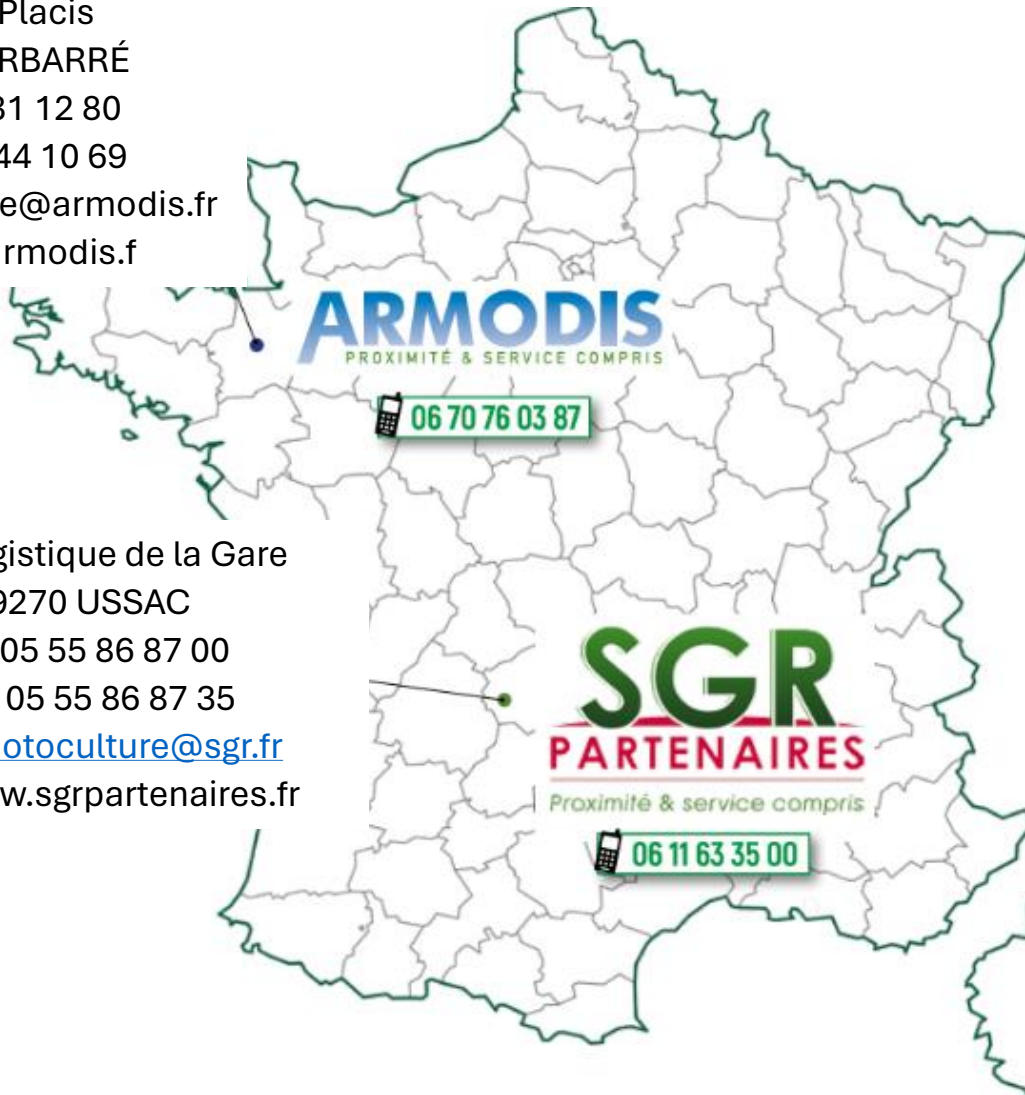 Placis
RBARRÉ
31 12 80
44 10 69
e@armodis.fr
rmodis.f
ARMODIS
PROXIMITÉ & SERVICE COMPRIS
06 70 76 03 87
gistique de la Gare
9270 USSAC
05 55 86 87 00
05 55 86 87 35
otoculture@sgr.fr
w.sgrpartenaires.fr
SGR
PARTENAIRES
Proximité & service compris
06 11 63 35 00